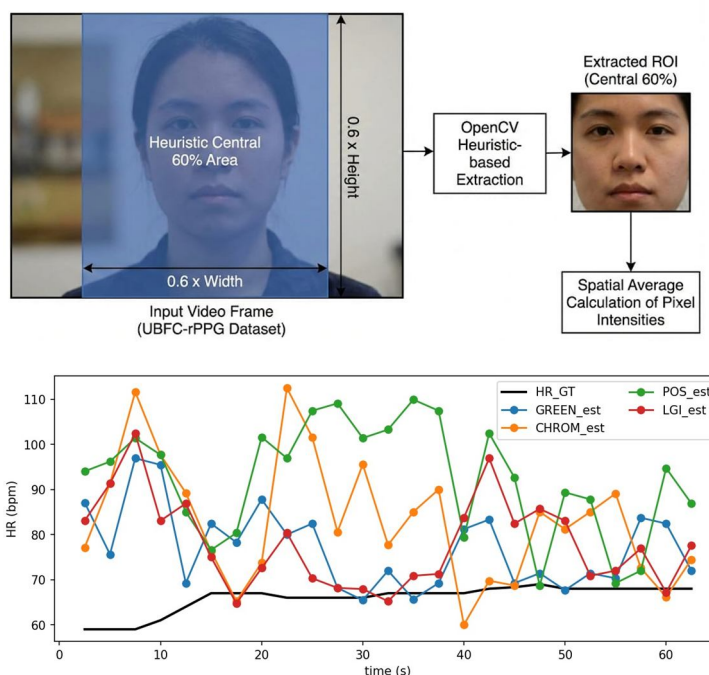 Heuristic Central
60% Area
0.6 x Width
0.6 x Height
Input Video Frame
(UBFC-rPPG Dataset)
OpenCV
Heuristic-
based
Extraction
Extracted ROI
(Central 60%)
Spatial Average
Calculation of Pixel
Intensities
HR (bpm)
110
100
90
80
70
60
HR_GT
GREEN_est
CHROM_est
POS_est
LGI_est
0
10
20
30
40
50
60
time (s)